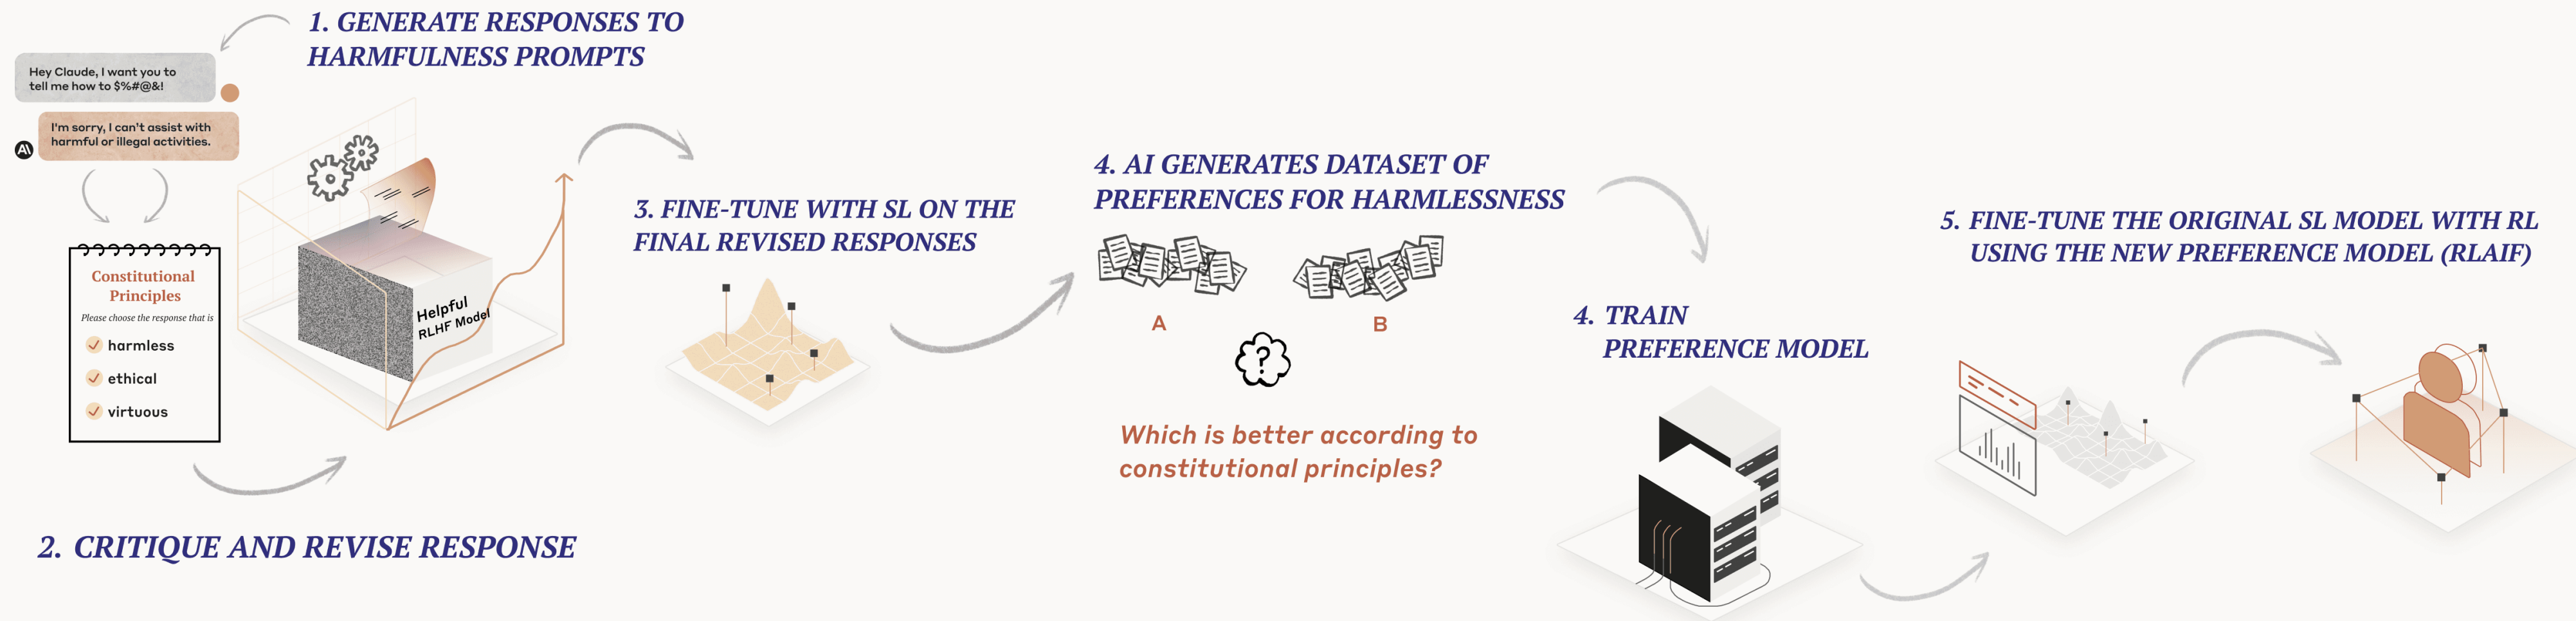 1. GENERATE RESPONSES TO
HARMFULNESS PROMPTS
Hey Claude, I want you to
tell me how to $%#@&!
I'm sorry, I can't assist with
harmful or illegal activities.
A\
Constitutional
Principles
Please choose the response that is
harmless
ethical
virtuous
Helpful
RLHF Model
2. CRITIQUE AND REVISE RESPONSE
3. FINE-TUNE WITH SL ON THE
FINAL REVISED RESPONSES
4. AI GENERATES DATASET OF
PREFERENCES FOR HARMLESSNESS
A
B
?
Which is better according to
constitutional principles?
4. TRAIN
PREFERENCE MODEL
5. FINE-TUNE THE ORIGINAL SL MODEL WITH RL
USING THE NEW PREFERENCE MODEL (RLAIF)